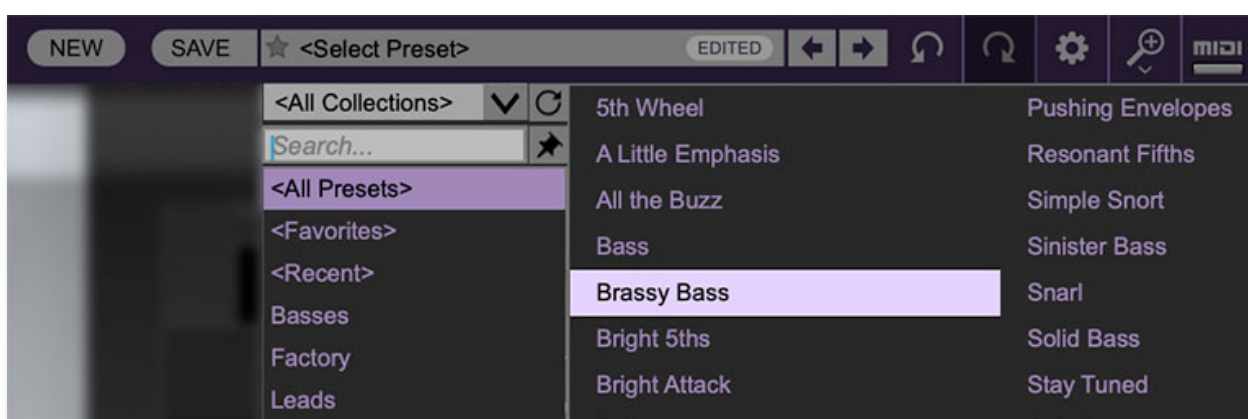 NEW SAVE <Select Preset> EDITED MIDI
<All Collections>
Search...
<All Presets>
<Favorites>
<Recent>
Basses
Factory
Leads
5th Wheel
A Little Emphasis
All the Buzz
Bass
Brassy Bass
Bright 5ths
Bright Attack
Pushing Envelopes
Resonant Fifths
Simple Snort
Sinister Bass
Snarl
Solid Bass
Stay Tuned